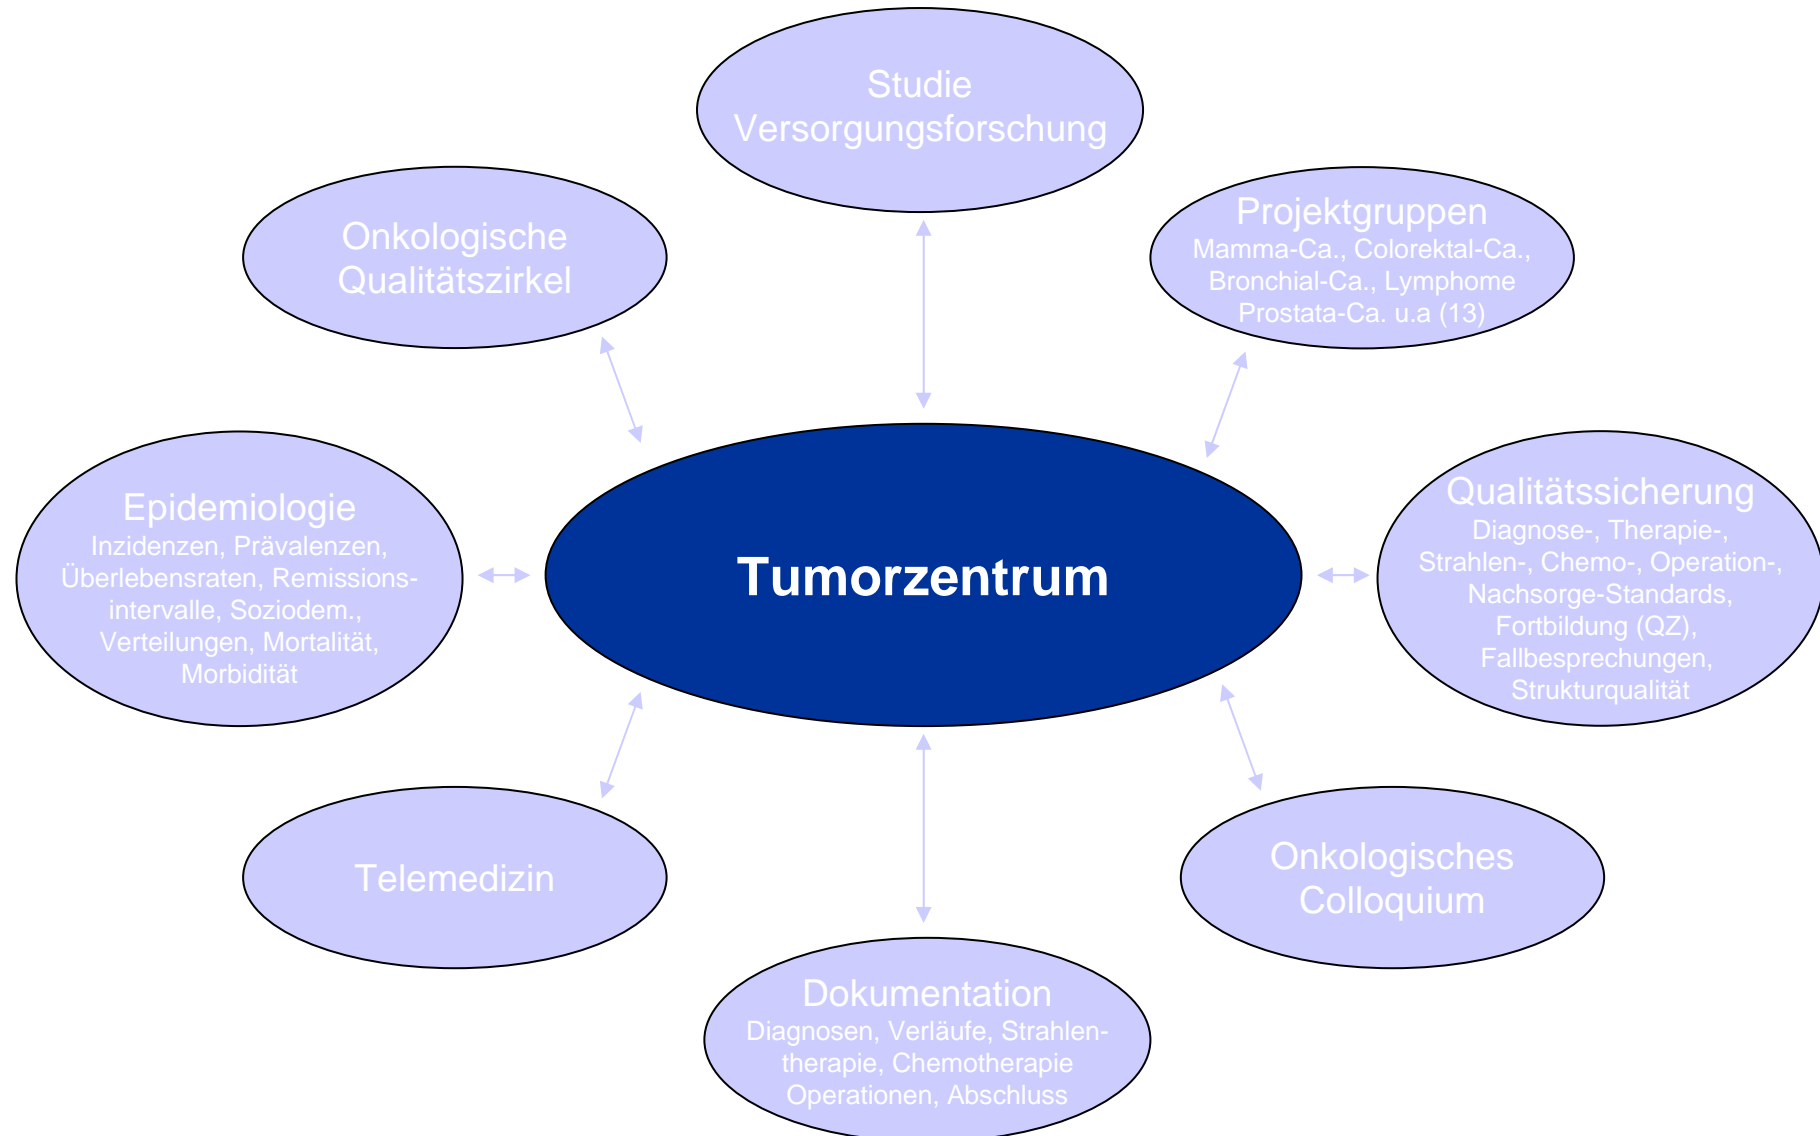 Studie
Versorgungsforschung
Onkologische
Qualitätszirkel
Projektgruppen
Mamma-Ca., Colorektal-Ca.,
Bronchial-Ca., Lymphome
Prostata-Ca. u.a (13)
Epidemiologie
Inzidenzen, Prävalenzen,
Überlebensraten, Remissions-
intervalle, Soziodem.,
Verteilungen, Mortalität,
Morbidität
Tumorzentrum
Qualitätssicherung
Diagnose-, Therapie-,
Strahlen-, Chemo-, Operation-,
Nachsorge-Standards,
Fortbildung (QZ),
Fallbesprechungen,
Strukturqualität
Telemedizin
Onkologisches
Colloquium
Dokumentation
Diagnosen, Verläufe, Strahlen-
therapie, Chemotherapie
Operationen, Abschluss